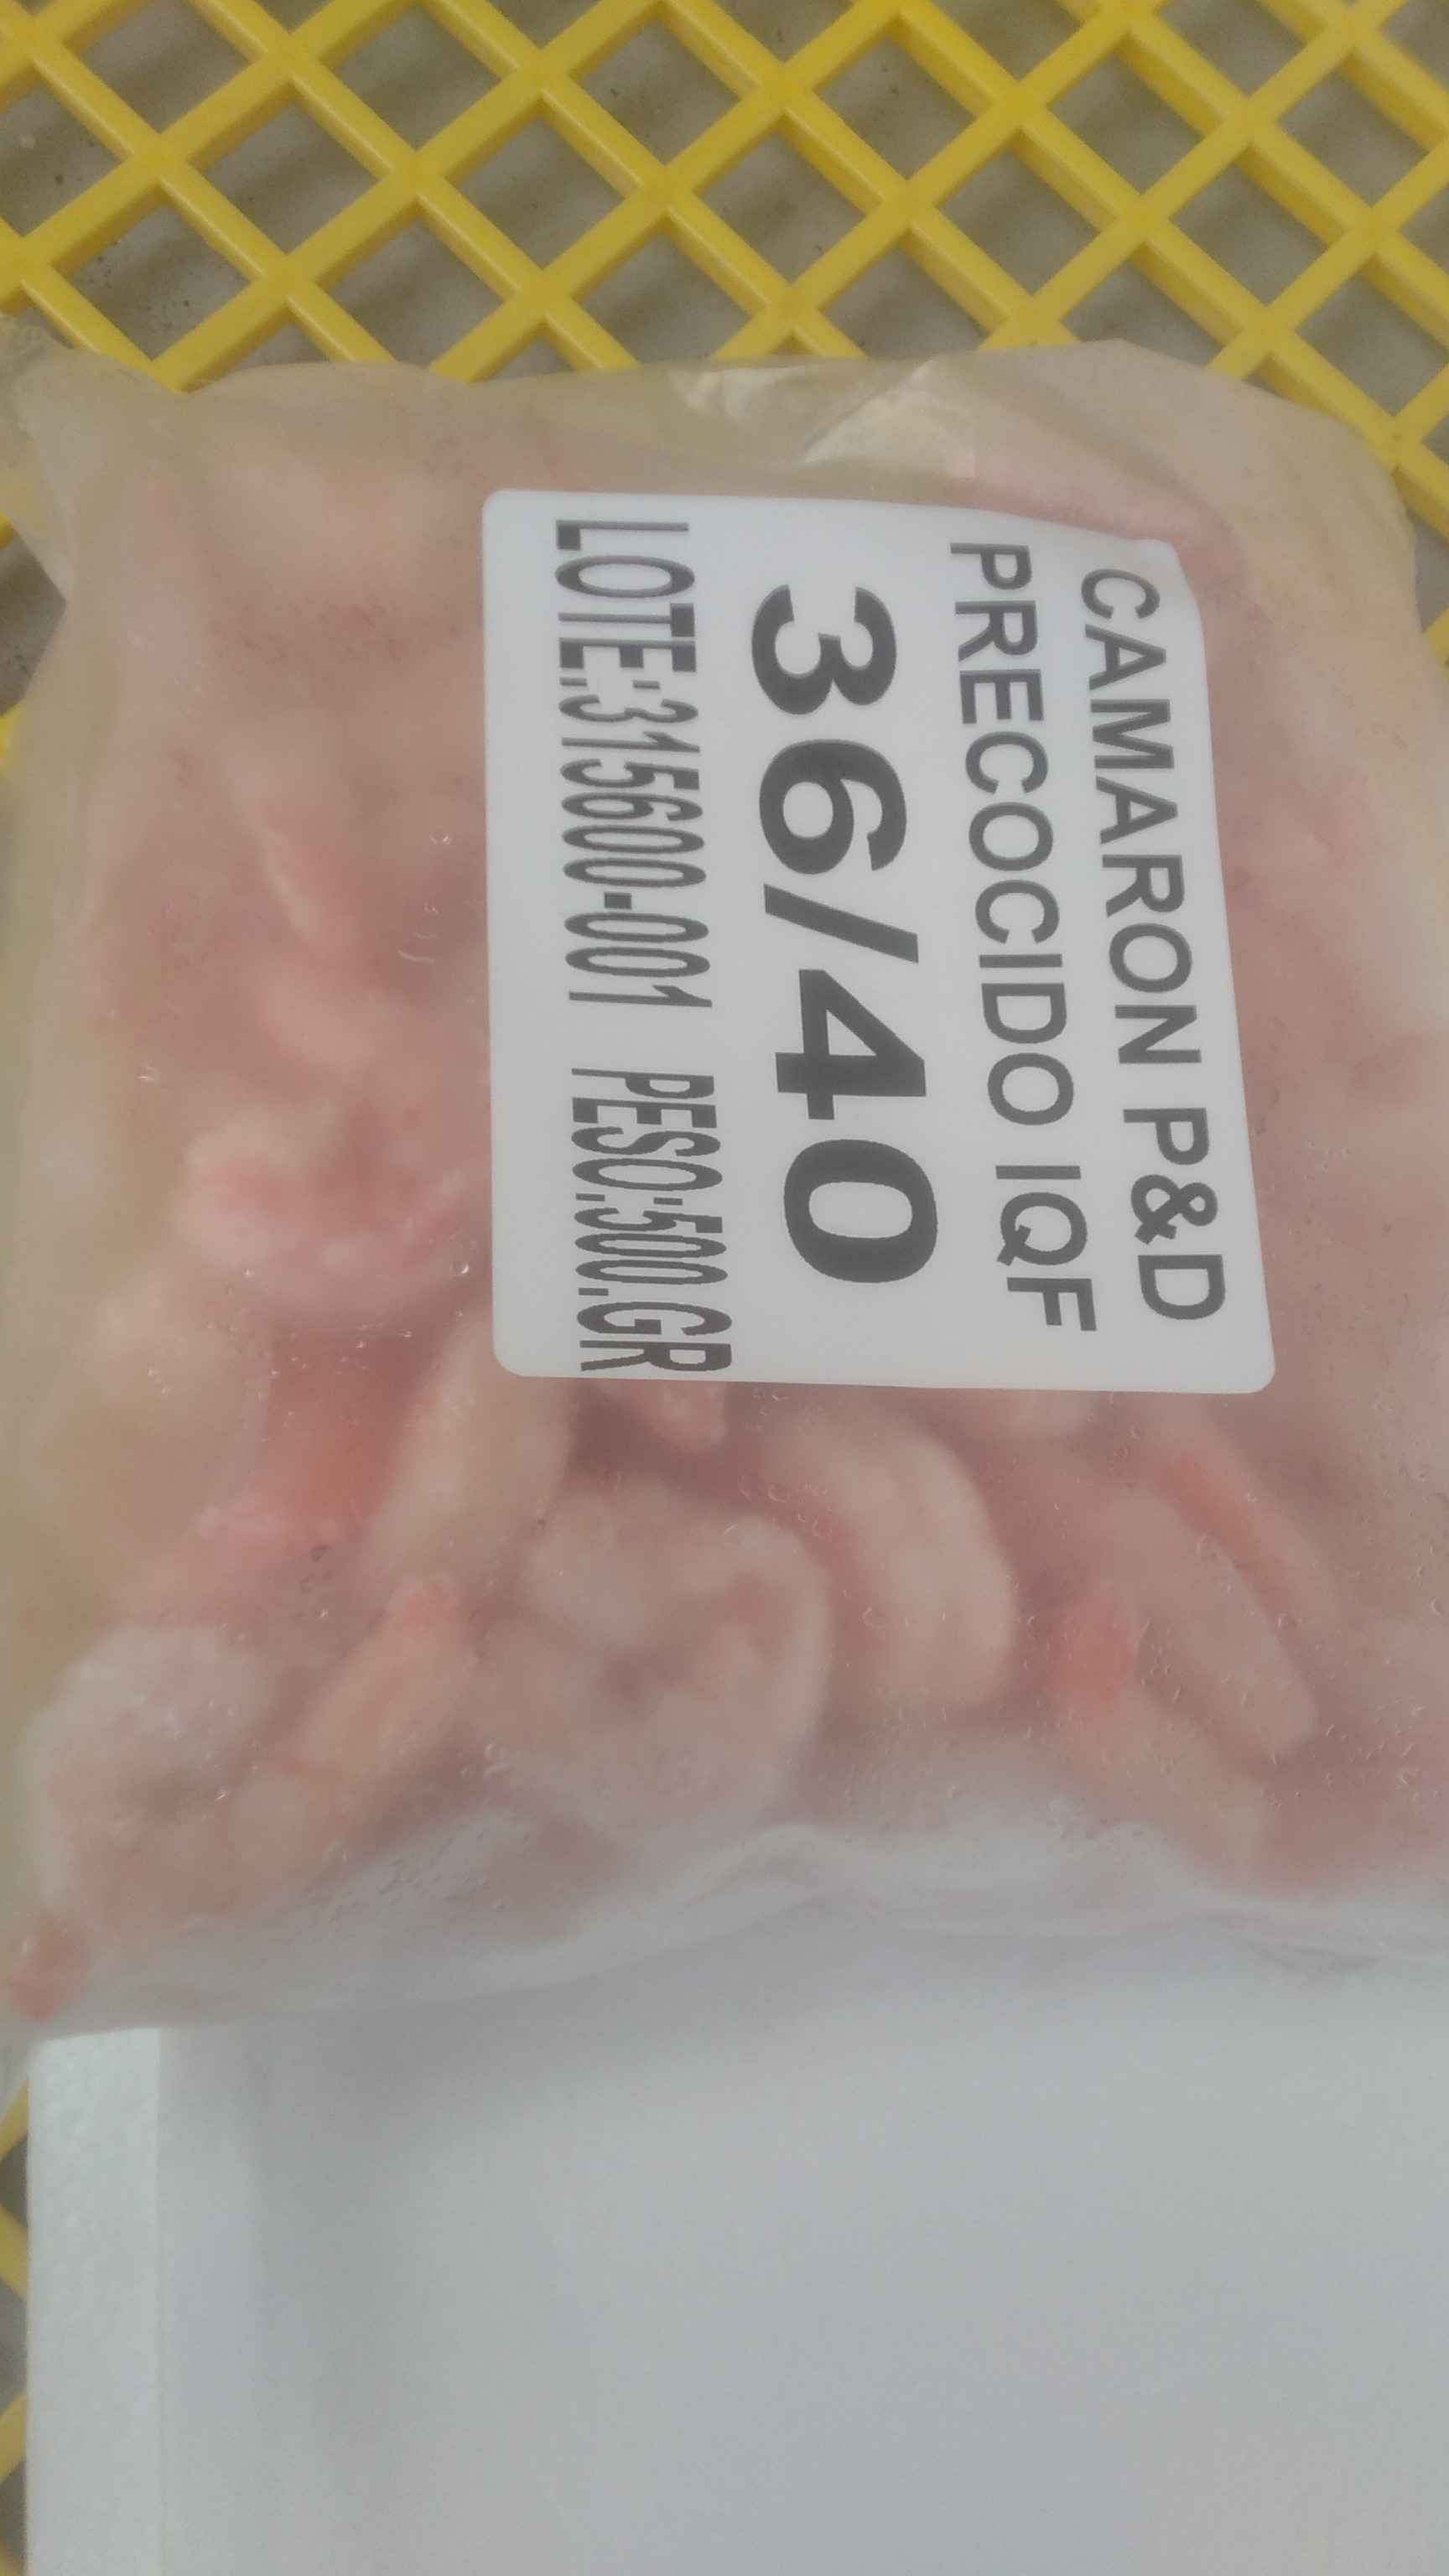 CAMARON P&D
PRECOCIDO IQF
36/40
LOTE:315600-001 PESO:500.GR